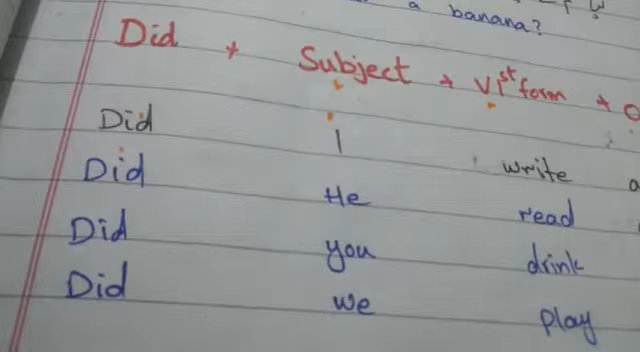 a banana?
Did + Subject + V1st form +
Did I write
Did He read
Did you drink
Did we play